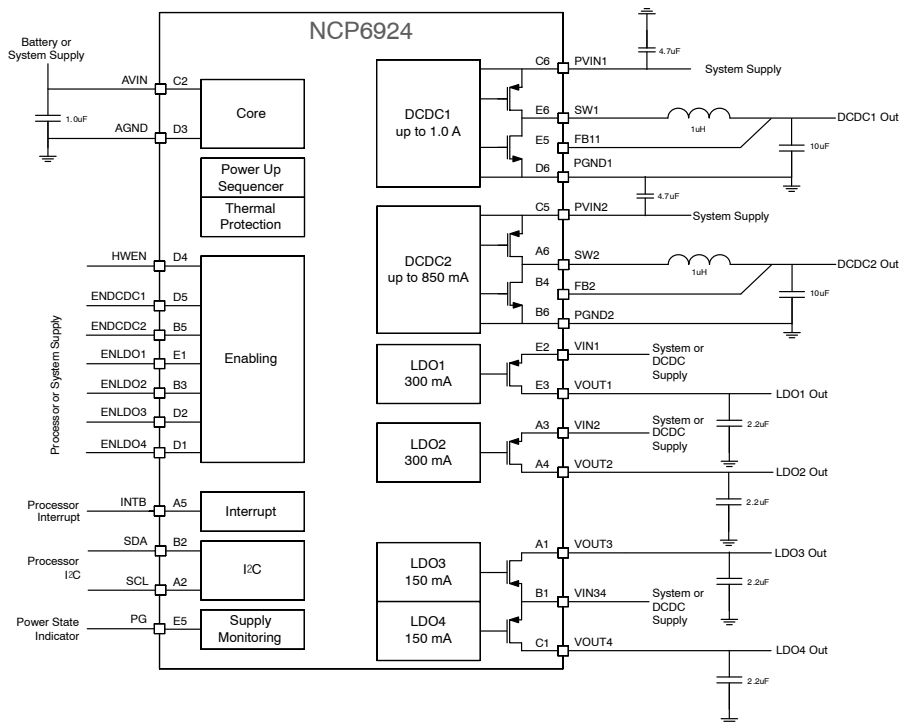 NCP6924
Battery or
System Supply
1.0uF
AVIN
C2
AGND
D3
Core
Power Up
Sequencer
Thermal
Protection
Processor or System Supply
HWEN
D4
ENDCDC1
D5
ENDCDC2
B5
ENLDO1
E1
ENLDO2
B3
ENLDO3
D2
ENLDO4
D1
Enabling
Processor
Interrupt
INTB
A5
Interrupt
Processor
I²C
SDA
B2
SCL
A2
I²C
Power State
Indicator
PG
E5
Supply
Monitoring
DCDC1
up to 1.0 A
C6
PVIN1
4.7uF
System Supply
E6
SW1
1uH
DCDC1 Out
E5
FB11
10uF
D6
PGND1
DCDC2
up to 850 mA
C5
PVIN2
4.7uF
System Supply
A6
SW2
1uH
DCDC2 Out
B4
FB2
10uF
B6
PGND2
LDO1
300 mA
E2
VIN1
System or
DCDC
Supply
E3
VOUT1
LDO1 Out
2.2uF
LDO2
300 mA
A3
VIN2
System or
DCDC
Supply
A4
VOUT2
LDO2 Out
2.2uF
LDO3
150 mA
A1
VOUT3
LDO3 Out
2.2uF
B1
VIN34
System or
DCDC
Supply
LDO4
150 mA
C1
VOUT4
LDO4 Out
2.2uF